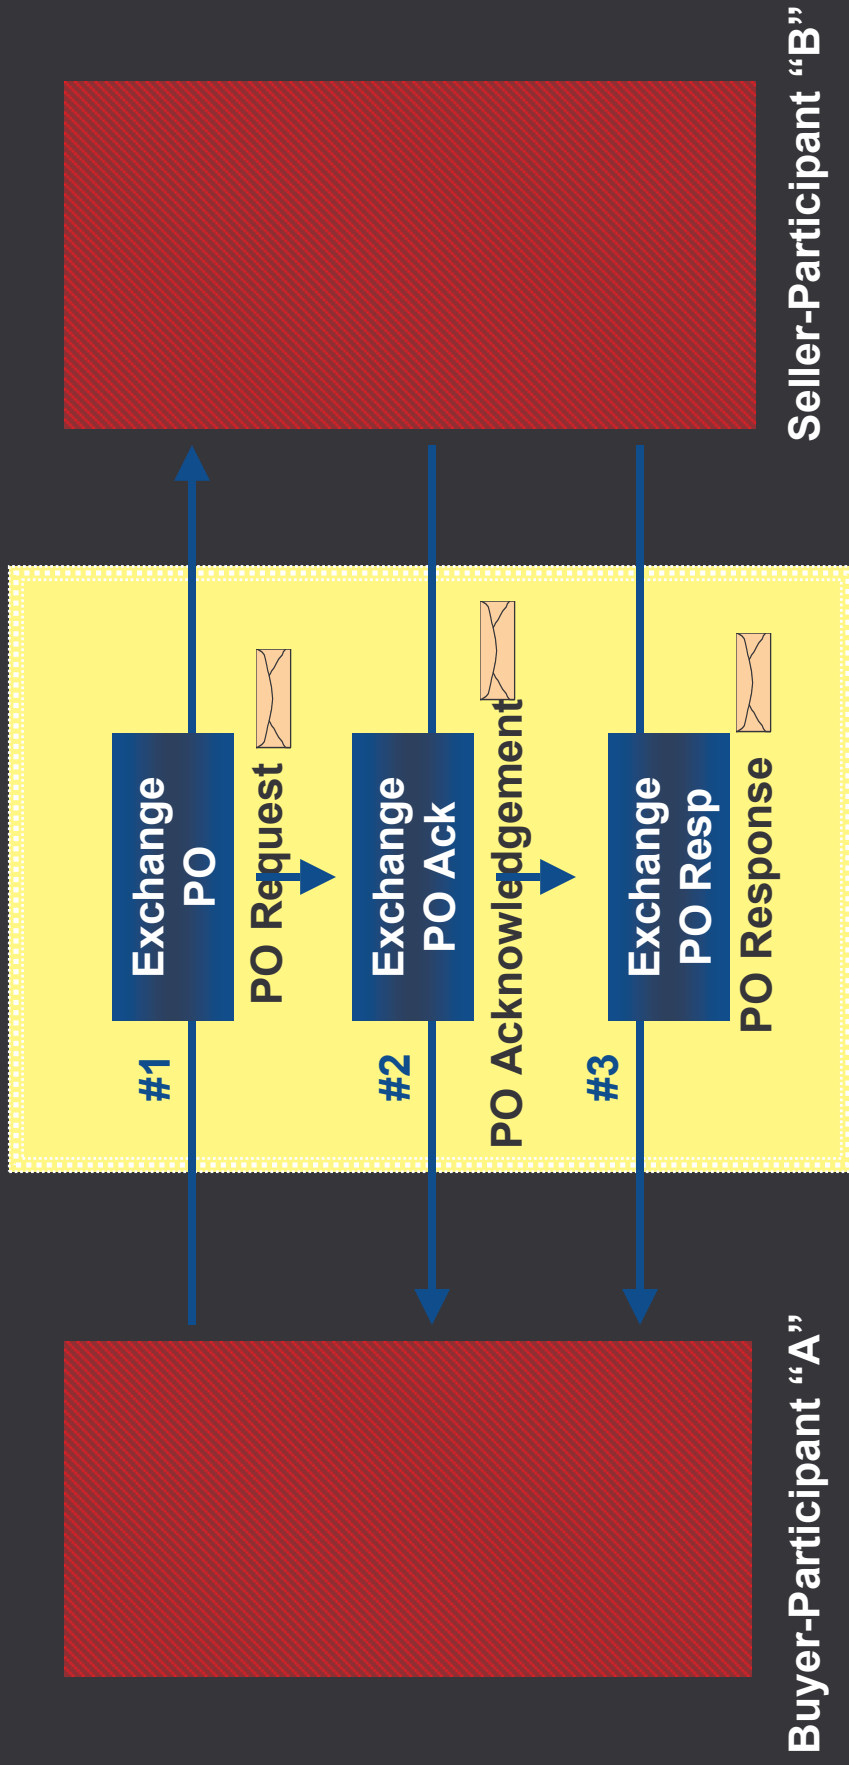 #1
Exchange
PO
PO Request
#2
Exchange
PO Ack
PO Acknowledgement
#3
Exchange
PO Resp
PO Response
Buyer-Participant “A”
Seller-Participant “B”